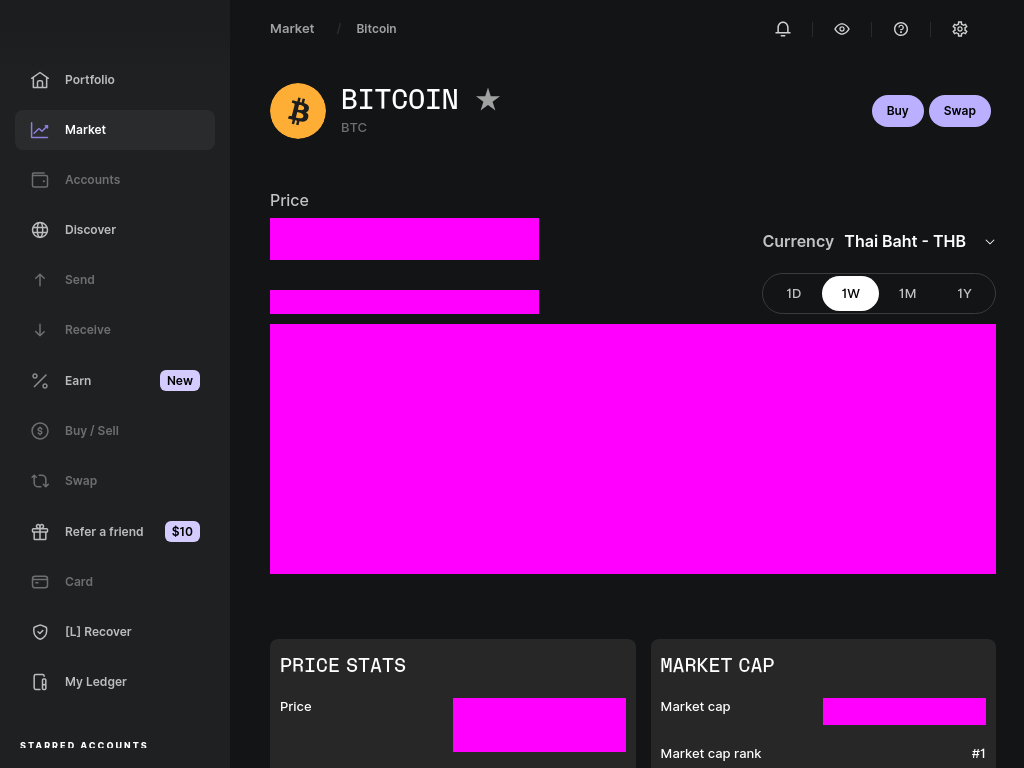 Market / Bitcoin
Portfolio
Market
Accounts
Discover
Send
Receive
Earn New
Buy / Sell
Swap
Refer a friend $10
Card
[L] Recover
My Ledger
STARRED ACCOUNTS
BITCOIN
BTC
Buy Swap
Price
Currency Thai Baht - THB
1D 1W 1M 1Y
PRICE STATS
Price
MARKET CAP
Market cap
Market cap rank #1